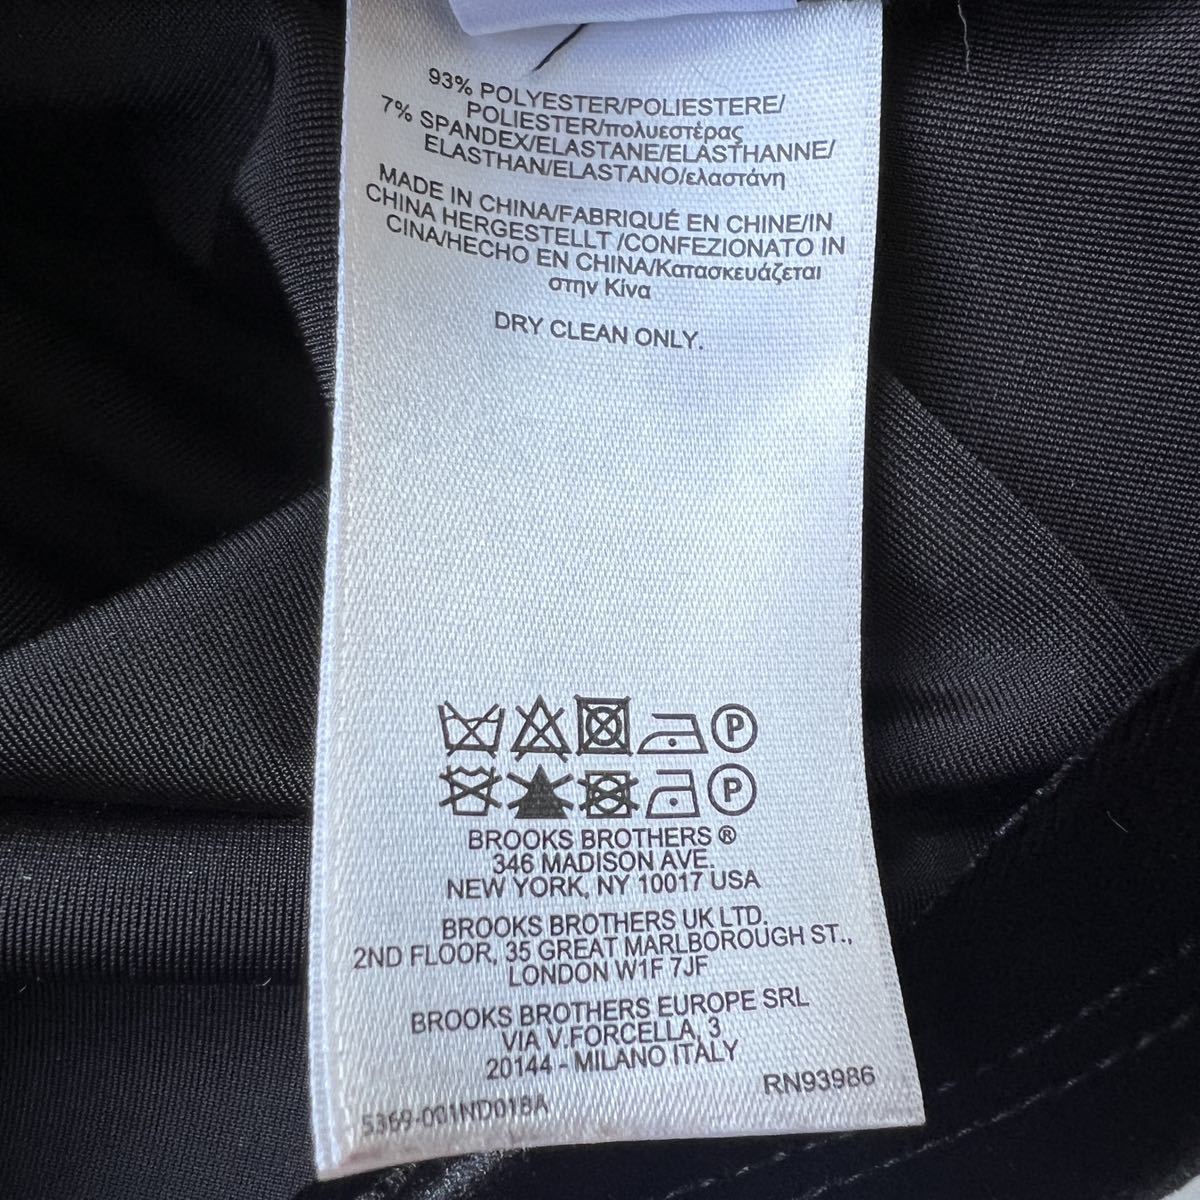 93% POLYESTER/POLIESTERE/
POLIESTER/πολυεστέρας
7% SPANDEX/ELASTANE/ELASTHANNE/
ELASTHAN/ELASTANO/ελαστάνη
MADE IN CHINA/FABRIQUÉ EN CHINE/IN
CHINA HERGESTELLT /CONFEZIONATO IN
CINA/HECHO EN CHINA/Κατασκευάζεται
στην Κίνα
DRY CLEAN ONLY.
P
P
BROOKS BROTHERS ®
346 MADISON AVE.
NEW YORK, NY 10017 USA
BROOKS BROTHERS UK LTD.
2ND FLOOR, 35 GREAT MARLBOROUGH ST.,
LONDON W1F 7JF
BROOKS BROTHERS EUROPE SRL
VIA V.FORCELLA, 3
20144 - MILANO ITALY
RN93986
5369-001ND018A